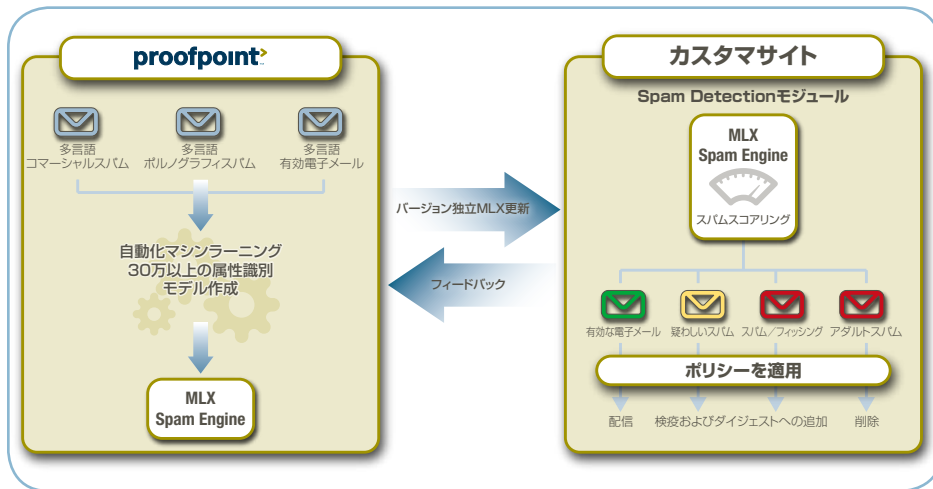 proofpoint
多言語
コマーシャルスパム
多言語
ポルノグラフィスパム
多言語
有効電子メール
自動化マシンラーニング
30万以上の属性識別
モデル作成
MLX
Spam Engine
バージョン独立MLX更新
フィードバック
カスタマサイト
Spam Detectionモジュール
MLX
Spam Engine
スパムスコアリング
有効な電子メール
疑わしいスパム
スパム／フィッシング
アダルトスパム
ポリシーを適用
配信
検疫およびダイジェストへの追加
削除